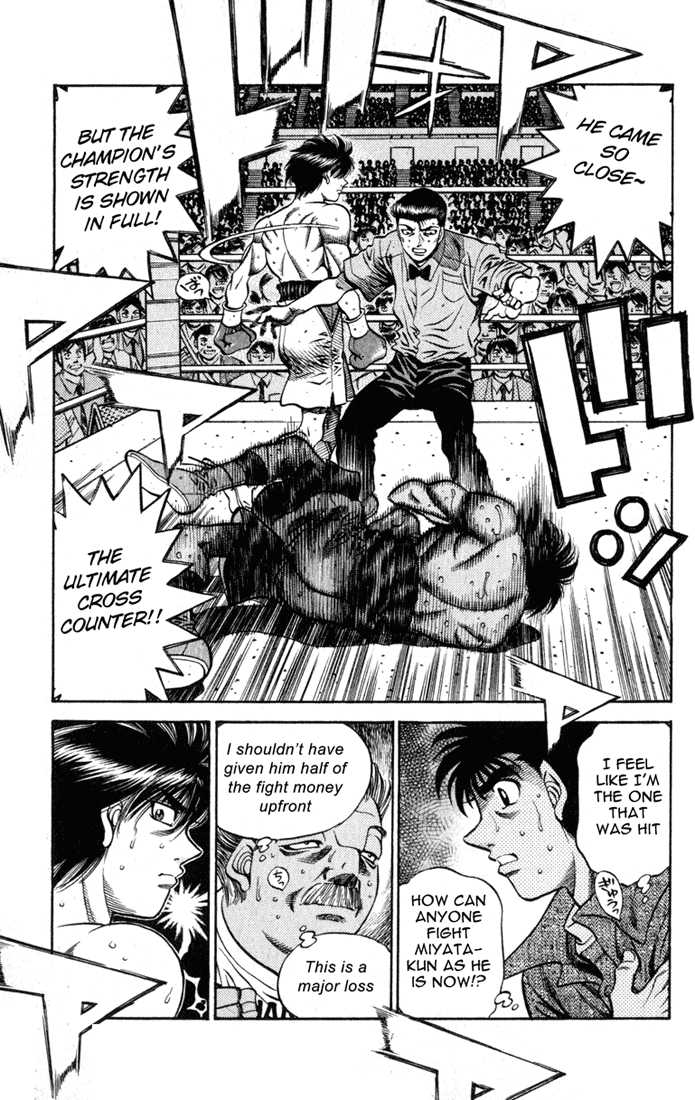 HE CAME
SO
CLOSE~
BUT THE
CHAMPION'S
STRENGTH
IS SHOWN
IN FULL!
THE
ULTIMATE
CROSS
COUNTER!!
I FEEL
LIKE I'M
THE ONE
THAT
WAS HIT
HOW CAN
ANYONE
FIGHT
MIYATA-
KUN AS HE
IS NOW!?
I shouldn't have
given him half of
the fight money
upfront
This is a
major loss